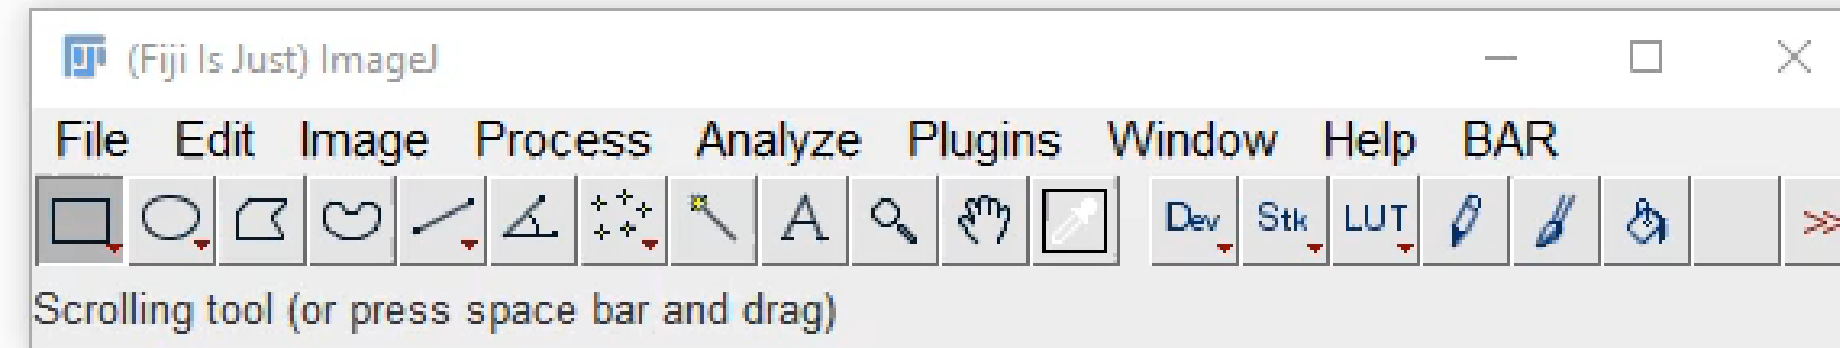 (Fiji Is Just) ImageJ
File Edit Image Process Analyze Plugins Window Help BAR
A Dev Stk LUT >>
Scrolling tool (or press space bar and drag)